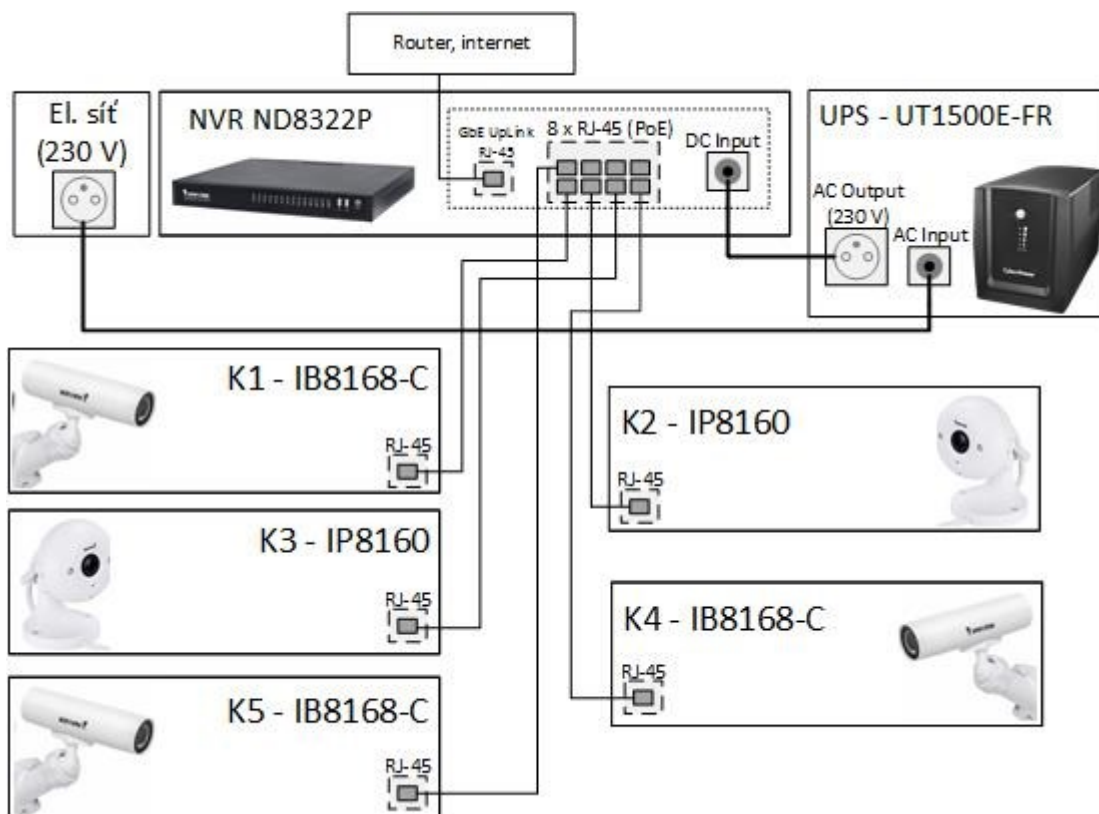 Router, internet
El. síť
(230 V)
NVR ND8322P
GbE UpLink
RJ-45
8 x RJ-45 (PoE)
DC Input
UPS - UT1500E-FR
AC Output
(230 V)
AC Input
CyberPower
K1 - IB8168-C
RJ-45
K2 - IP8160
RJ-45
K3 - IP8160
RJ-45
K4 - IB8168-C
RJ-45
K5 - IB8168-C
RJ-45